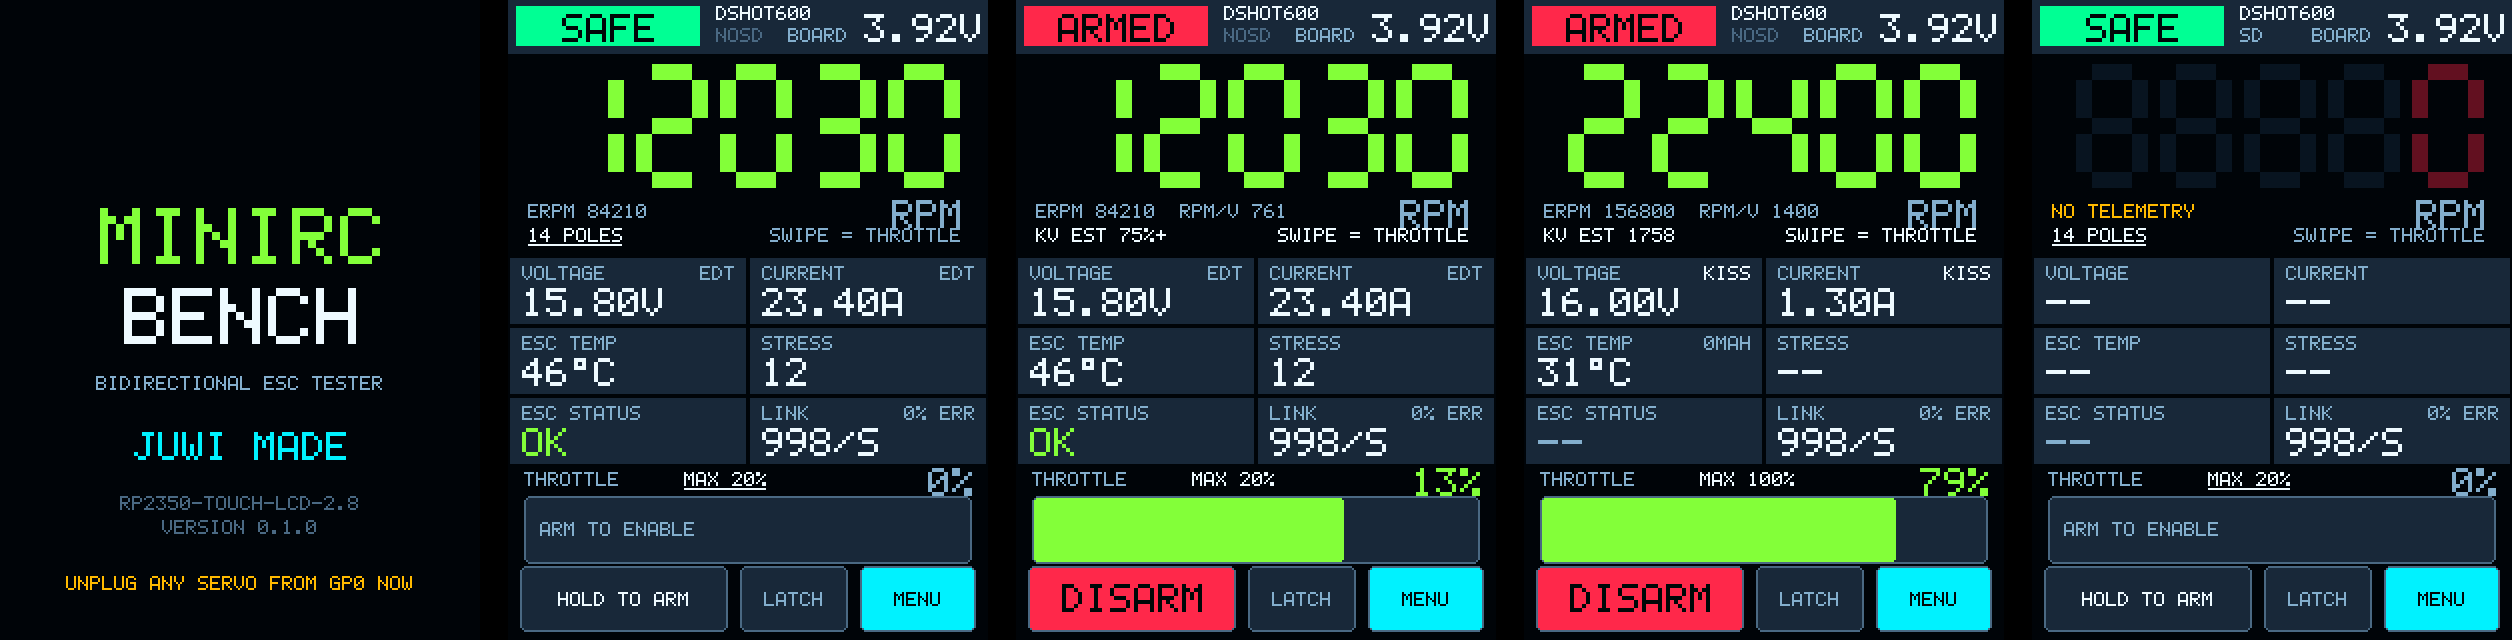 MINIRC
BENCH
BIDIRECTIONAL ESC TESTER
JUWI MADE
RP2350-TOUCH-LCD-2.8
VERSION 0.1.0
UNPLUG ANY SERVO FROM GP0 NOW
SAFE
DSHOT600
NOSD BOARD 3.92V
12030
ERPM 84210 RPM
14 POLES SWIPE = THROTTLE
VOLTAGE EDT
15.80V
CURRENT EDT
23.40A
ESC TEMP
46°C
STRESS
12
ESC STATUS
OK
LINK 0% ERR
998/S
THROTTLE MAX 20% 0%
ARM TO ENABLE
HOLD TO ARM LATCH MENU
ARMED
DSHOT600
NOSD BOARD 3.92V
12030
ERPM 84210 RPM/V 761 RPM
KV EST 75%+ SWIPE = THROTTLE
VOLTAGE EDT
15.80V
CURRENT EDT
23.40A
ESC TEMP
46°C
STRESS
12
ESC STATUS
OK
LINK 0% ERR
998/S
THROTTLE MAX 20% 13%
DISARM LATCH MENU
ARMED
DSHOT600
NOSD BOARD 3.92V
22400
ERPM 156800 RPM/V 1400 RPM
KV EST 1758 SWIPE = THROTTLE
VOLTAGE KISS
16.00V
CURRENT KISS
1.30A
ESC TEMP 0MAH
31°C
STRESS
--
ESC STATUS
--
LINK 0% ERR
998/S
THROTTLE MAX 100% 79%
DISARM LATCH MENU
SAFE
DSHOT600
SD BOARD 3.92V
0
NO TELEMETRY RPM
14 POLES SWIPE = THROTTLE
VOLTAGE
--
CURRENT
--
ESC TEMP
--
STRESS
--
ESC STATUS
--
LINK 0% ERR
998/S
THROTTLE MAX 20% 0%
ARM TO ENABLE
HOLD TO ARM LATCH MENU